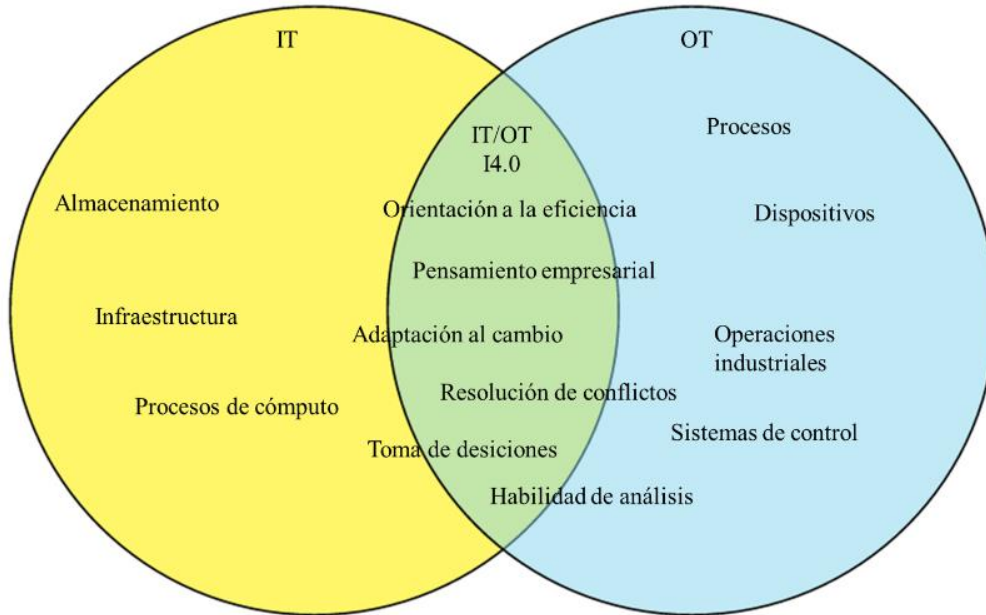 IT
OT
IT/OT
I4.0
Procesos
Almacenamiento
Orientación a la eficiencia
Dispositivos
Pensamiento empresarial
Infraestructura
Adaptación al cambio
Operaciones
industriales
Procesos de cómputo
Resolución de conflictos
Sistemas de control
Toma de desiciones
Habilidad de análisis